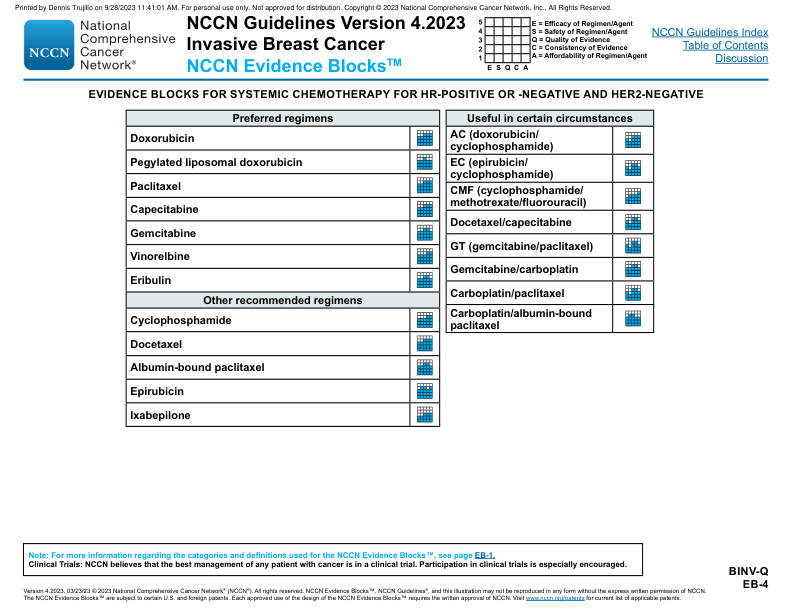 Printed by Dennis Trujillo on 9/28/2023 11:41:01 AM. For personal use only. Not approved for distribution. Copyright © 2023 National Comprehensive Cancer Network, Inc., All Rights Reserved.
NCCN
National
Comprehensive
Cancer
Network®
NCCN Guidelines Version 4.2023
Invasive Breast Cancer
NCCN Evidence Blocks™
5
4
3
2
1
E S Q C A
E = Efficacy of Regimen/Agent
S = Safety of Regimen/Agent
Q = Quality of Evidence
C = Consistency of Evidence
A = Affordability of Regimen/Agent
NCCN Guidelines Index
Table of Contents
Discussion
EVIDENCE BLOCKS FOR SYSTEMIC CHEMOTHERAPY FOR HR-POSITIVE OR -NEGATIVE AND HER2-NEGATIVE
Preferred regimens
Doxorubicin
Pegylated liposomal doxorubicin
Paclitaxel
Capecitabine
Gemcitabine
Vinorelbine
Eribulin
Other recommended regimens
Cyclophosphamide
Docetaxel
Albumin-bound paclitaxel
Epirubicin
Ixabepilone
Useful in certain circumstances
AC (doxorubicin/
cyclophosphamide)
EC (epirubicin/
cyclophosphamide)
CMF (cyclophosphamide/
methotrexate/fluorouracil)
Docetaxel/capecitabine
GT (gemcitabine/paclitaxel)
Gemcitabine/carboplatin
Carboplatin/paclitaxel
Carboplatin/albumin-bound
paclitaxel
Note: For more information regarding the categories and definitions used for the NCCN Evidence Blocks™, see page EB-1.
Clinical Trials: NCCN believes that the best management of any patient with cancer is in a clinical trial. Participation in clinical trials is especially encouraged.
BINV-Q
EB-4
Version 4.2023, 03/23/23 © 2023 National Comprehensive Cancer Network® (NCCN®), All rights reserved. NCCN Evidence Blocks™, NCCN Guidelines®, and this illustration may not be reproduced in any form without the express written permission of NCCN.
The NCCN Evidence Blocks™ are subject to certain U.S. and foreign patents. Each approved use of the design of the NCCN Evidence Blocks™ requires the written approval of NCCN. Visit www.nccn.org/patents for current list of applicable patents.